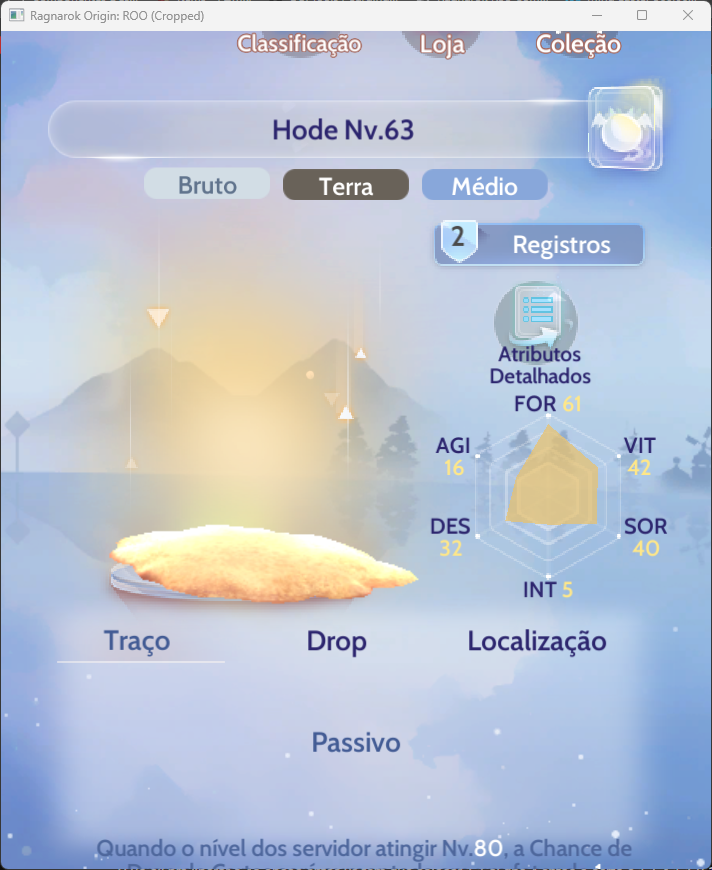 Ragnarok Origin: ROO (Cropped)
Classificação Loja Coleção
Hode Nv.63
Bruto Terra Médio
2 Registros
Atributos
Detalhados
FOR 61
AGI VIT
16 42
DES SOR
32 40
INT 5
Traço Drop Localização
Passivo
Quando o nível dos servidor atingir Nv.80, a Chance de